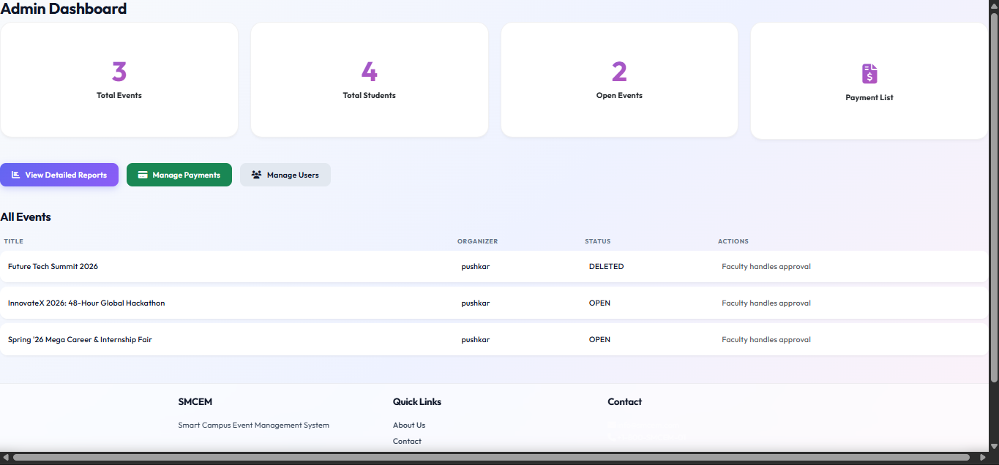 Admin Dashboard
3
Total Events
4
Total Students
2
Open Events
$
Payment List
View Detailed Reports
Manage Payments
Manage Users
All Events
TITLE ORGANIZER STATUS ACTIONS
Future Tech Summit 2026 pushkar DELETED Faculty handles approval
InnovateX 2026: 48-Hour Global Hackathon pushkar OPEN Faculty handles approval
Spring '26 Mega Career & Internship Fair pushkar OPEN Faculty handles approval
SMCEM
Smart Campus Event Management System
Quick Links
About Us
Contact
Contact